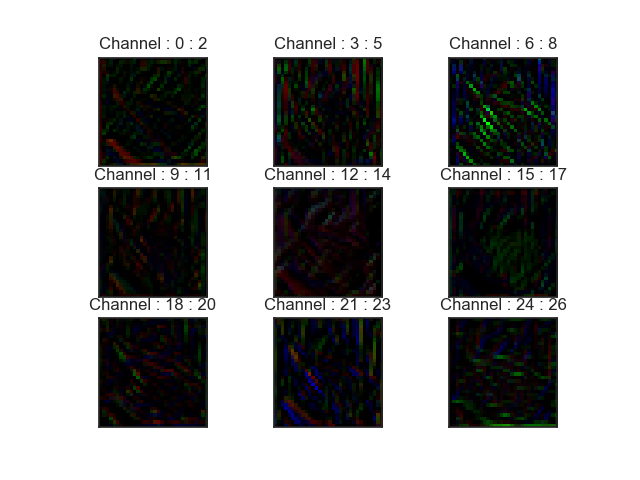 Channel : 0 : 2
Channel : 3 : 5
Channel : 6 : 8
Channel : 9 : 11
Channel : 12 : 14
Channel : 15 : 17
Channel : 18 : 20
Channel : 21 : 23
Channel : 24 : 26